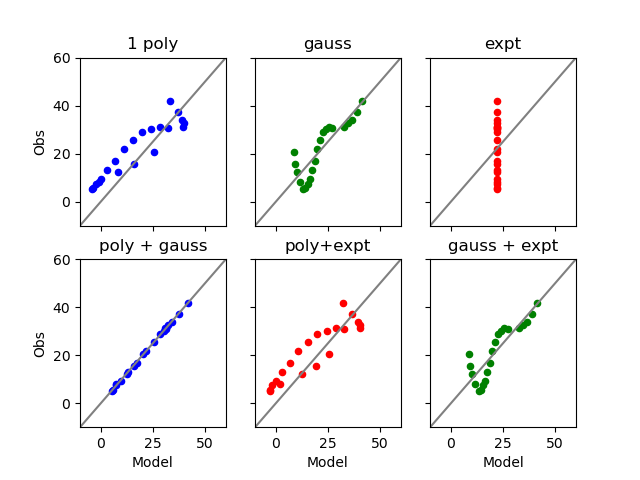 1 poly gauss expt
60
40
20
0
Obs
poly + gauss poly+expt gauss + expt
60
40
20
0
Obs
0 25 50 0 25 50 0 25 50
Model Model Model